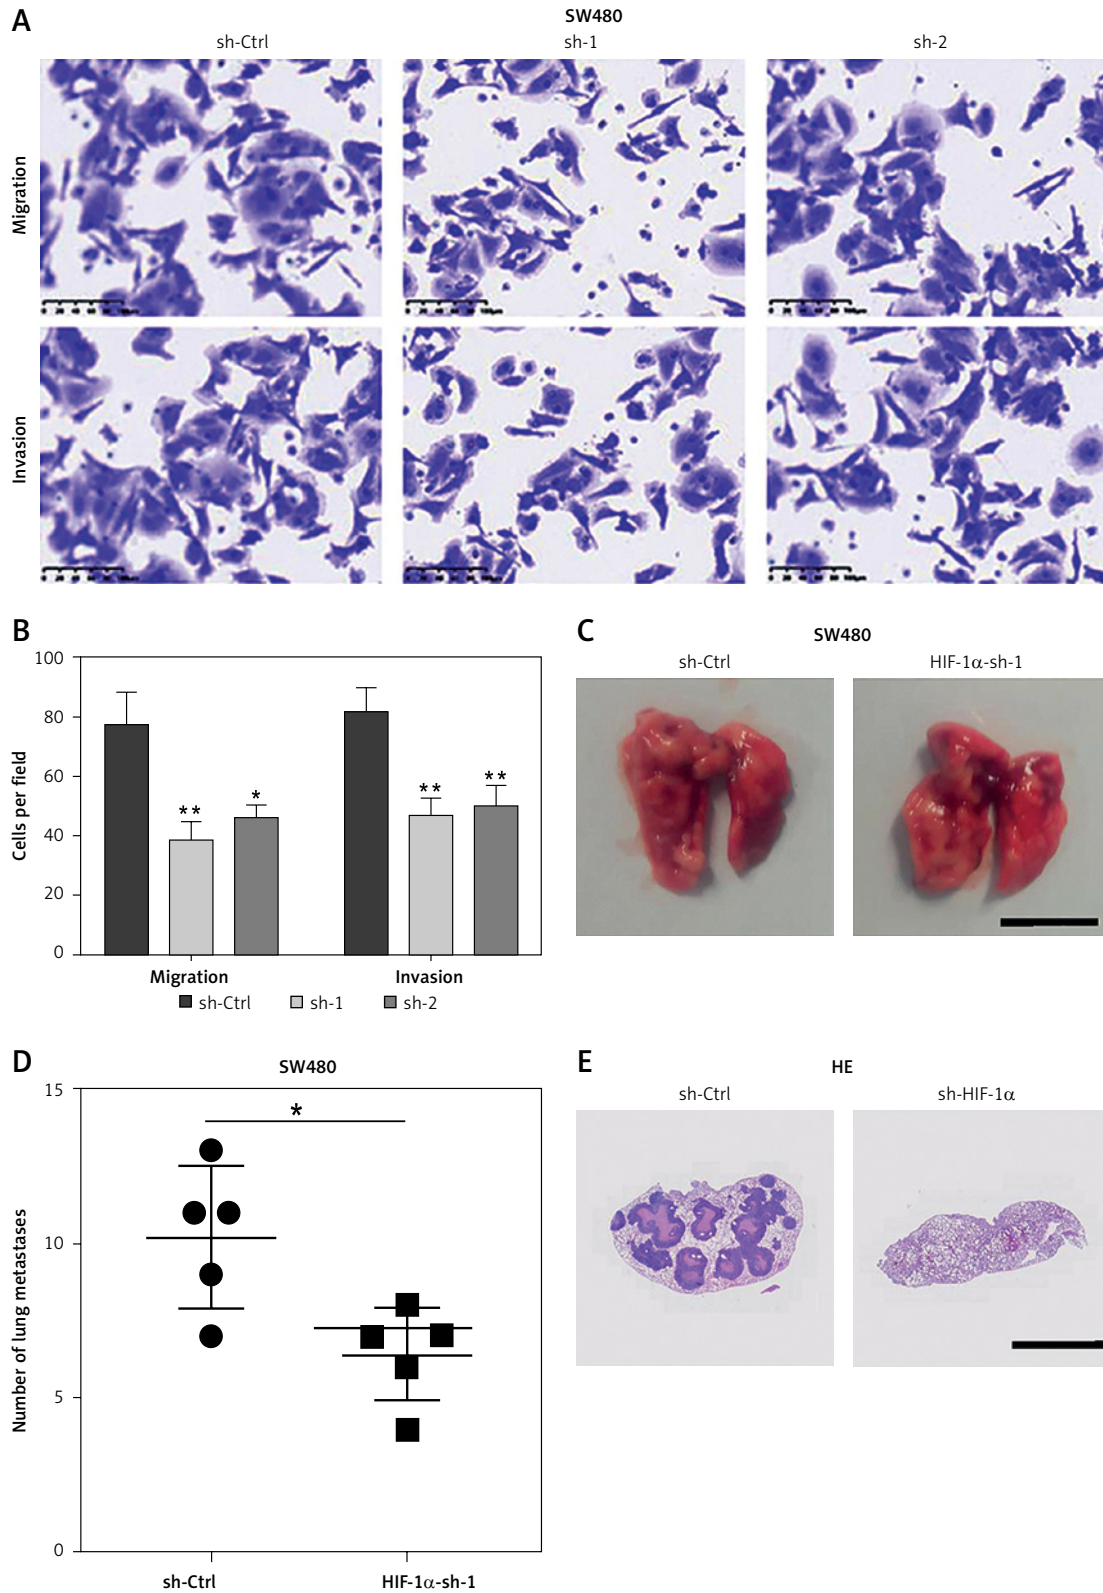 A
SW480
sh-Ctrl
sh-1
sh-2
Migration
Invasion
B
100
80
60
40
20
0
Cells per field
** *
** **
Migration
Invasion
sh-Ctrl
sh-1
sh-2
C
SW480
sh-Ctrl
HIF-1α-sh-1
D
SW480
15
10
5
0
Number of lung metastases
*
sh-Ctrl
HIF-1α-sh-1
E
HE
sh-Ctrl
sh-HIF-1α